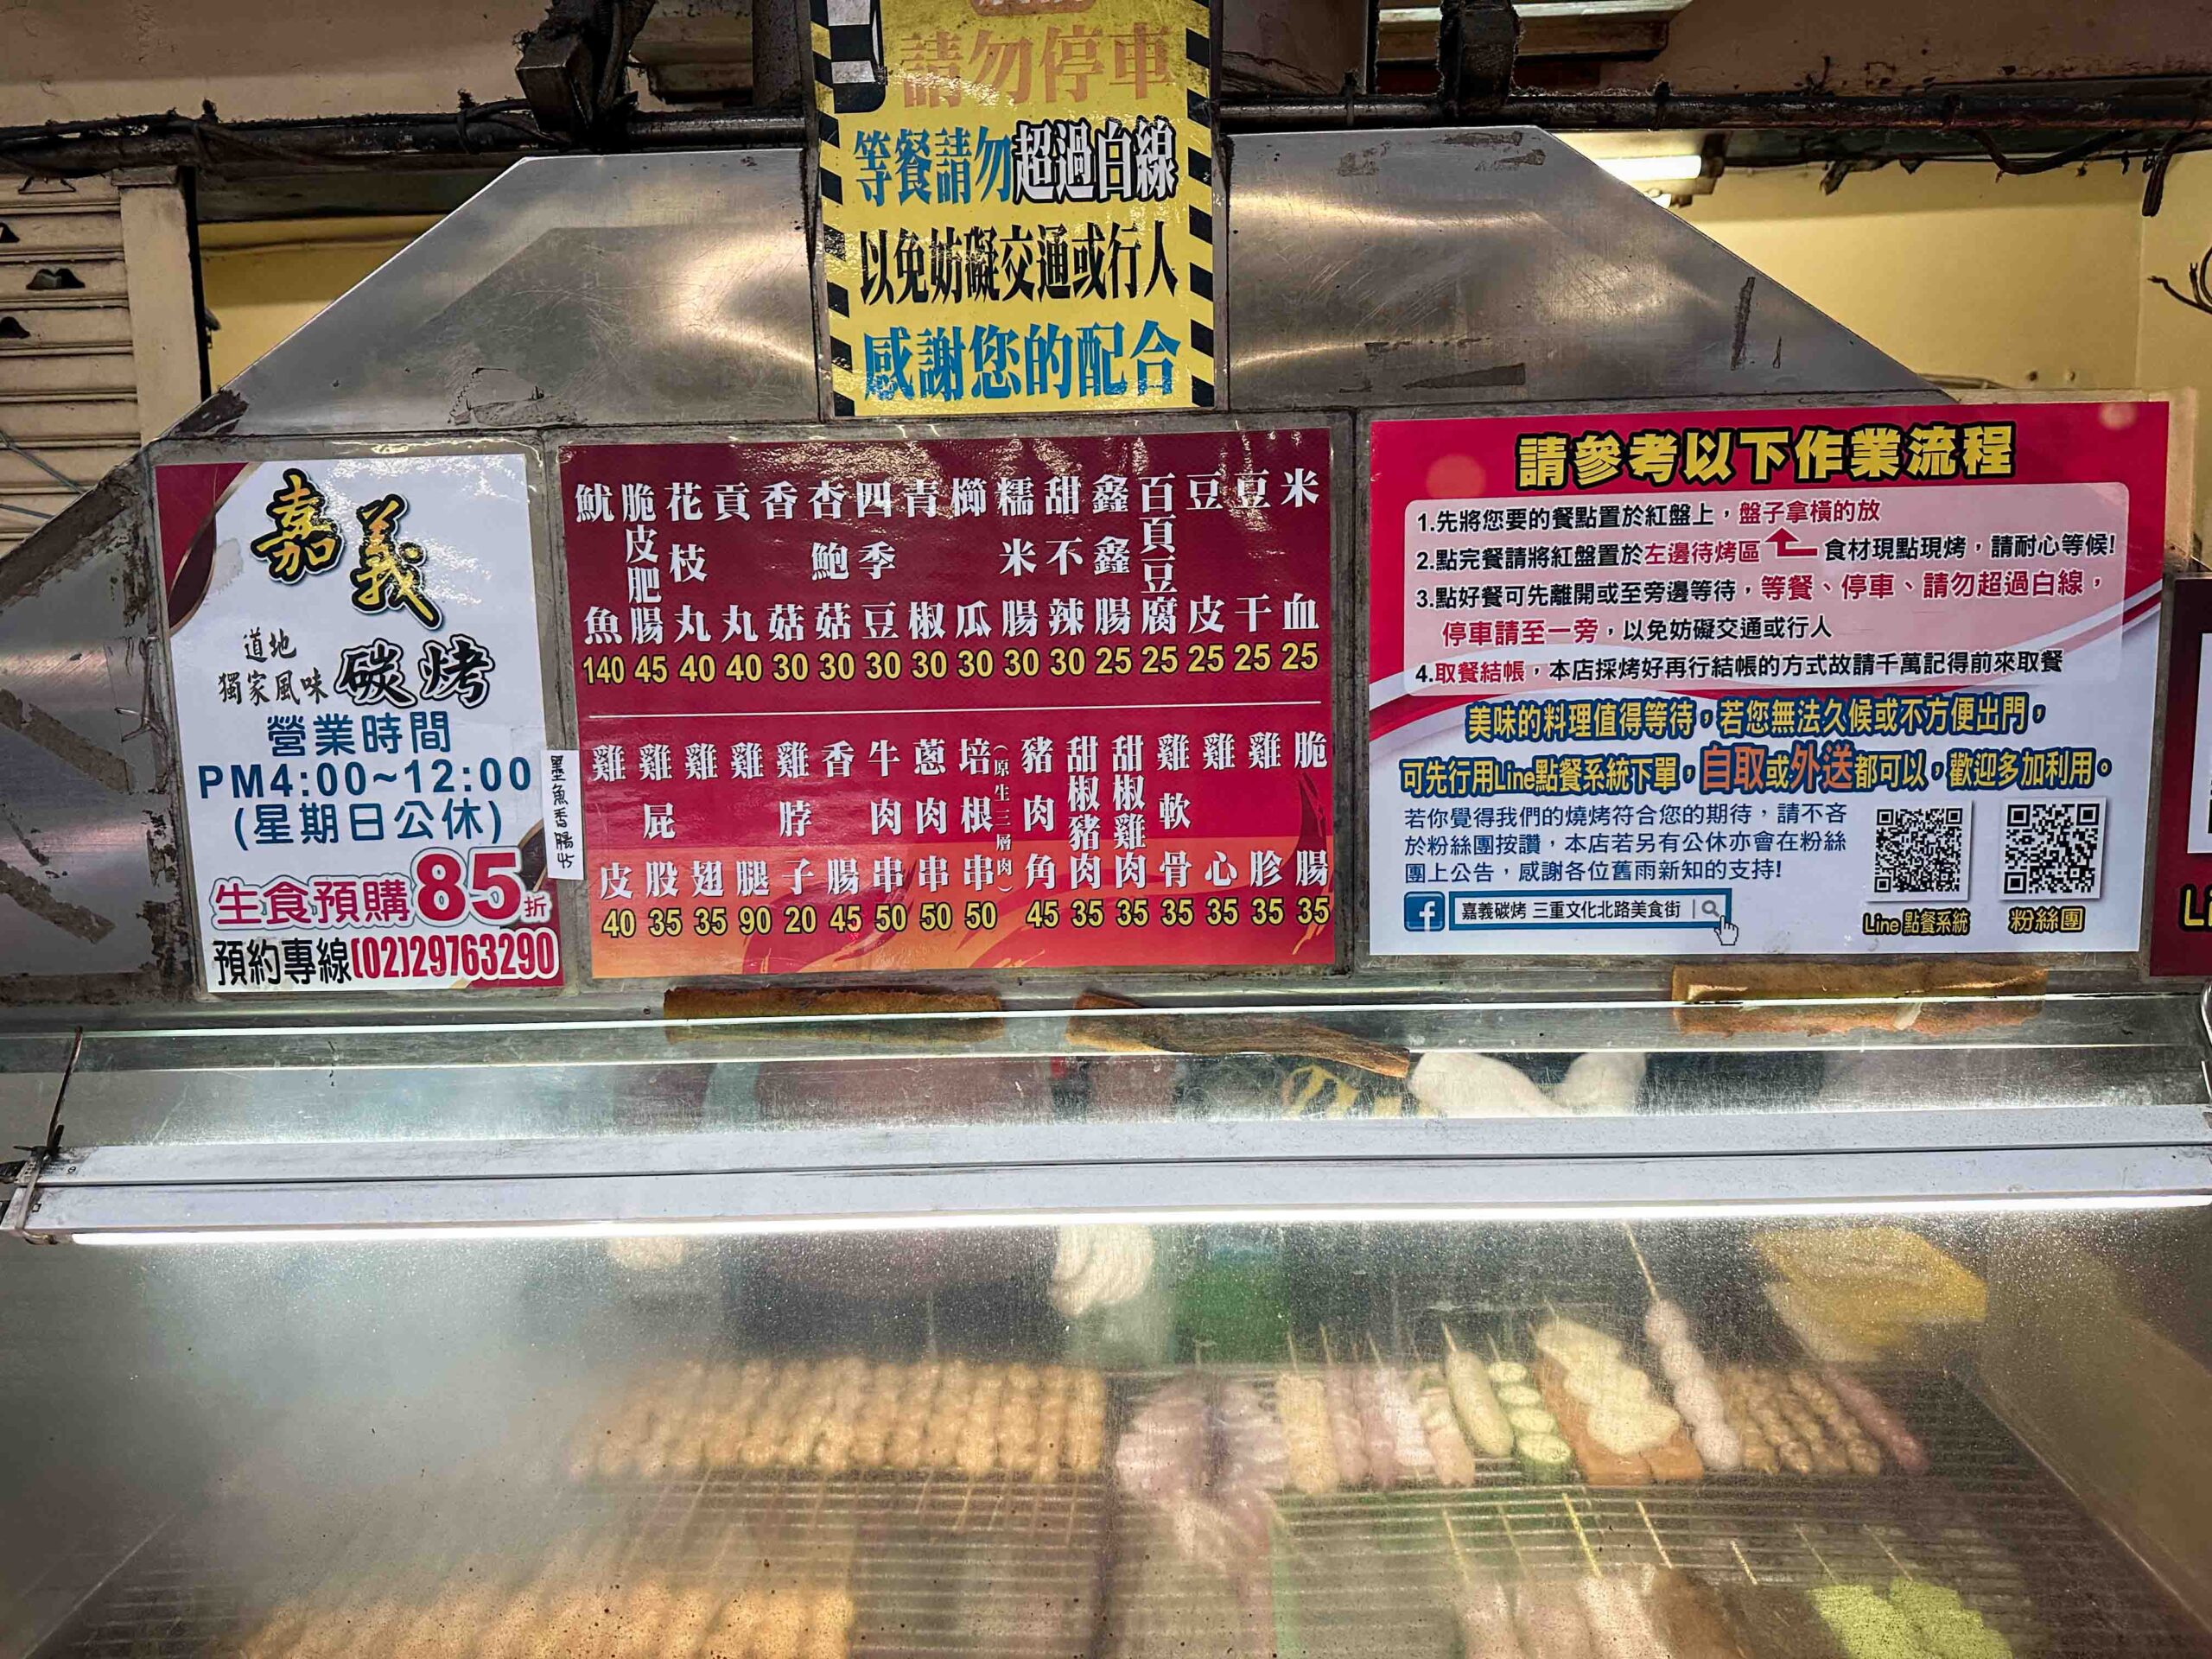 請勿停車
等餐請勿超過白線
以免妨礙交通或行人
感謝您的配合
嘉義
道地
獨家風味
碳烤
營業時間
PM4:00~12:00
(星期日公休)
生食預購85折
預約專線(02)29763290
墨魚香腸45
魷魚 140
脆皮肥腸 45
花枝丸 40
貢丸 40
香菇 30
杏鮑菇 30
四季豆 30
青椒 30
櫛瓜 30
糯米腸 30
甜不辣 30
鑫鑫腸 25
百頁豆腐 25
豆皮 25
豆干 25
米血 25
雞皮 40
雞屁股 35
雞翅 35
雞腿 90
雞脖子 20
香腸 45
牛肉串 50
蔥肉串 50
培根串(原生三層肉) 50
豬肉角 45
甜椒豬肉 35
甜椒雞肉 35
雞軟骨 35
雞心 35
雞胗 35
脆腸 35
請參考以下作業流程
1.先將您要的餐點置於紅盤上，盤子拿橫的放
2.點完餐請將紅盤置於左邊待烤區 食材現點現烤，請耐心等候!
3.點好餐可先離開或至旁邊等待，等餐、停車、請勿超過白線，
停車請至一旁，以免妨礙交通或行人
4.取餐結帳，本店採烤好再行結帳的方式故請千萬記得前來取餐
美味的料理值得等待，若您無法久候或不方便出門，
可先行用Line點餐系統下單，自取或外送都可以，歡迎多加利用。
若你覺得我們的燒烤符合您的期待，請不吝
於粉絲團按讚，本店若另有公休亦會在粉絲
團上公告，感謝各位舊雨新知的支持!
f 嘉義碳烤 三重文化北路美食街
Line 點餐系統
粉絲團
Li